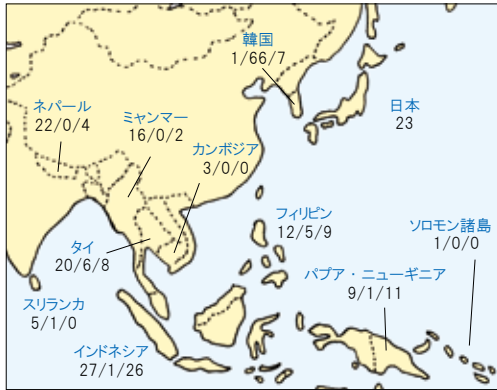 韓国
1/66/7
日本
23
ネパール
22/0/4
ミャンマー
16/0/2
カンボジア
3/0/0
フィリピン
12/5/9
ソロモン諸島
1/0/0
タイ
20/6/8
パプア・ニューギニア
9/1/11
スリランカ
5/1/0
インドネシア
27/1/26